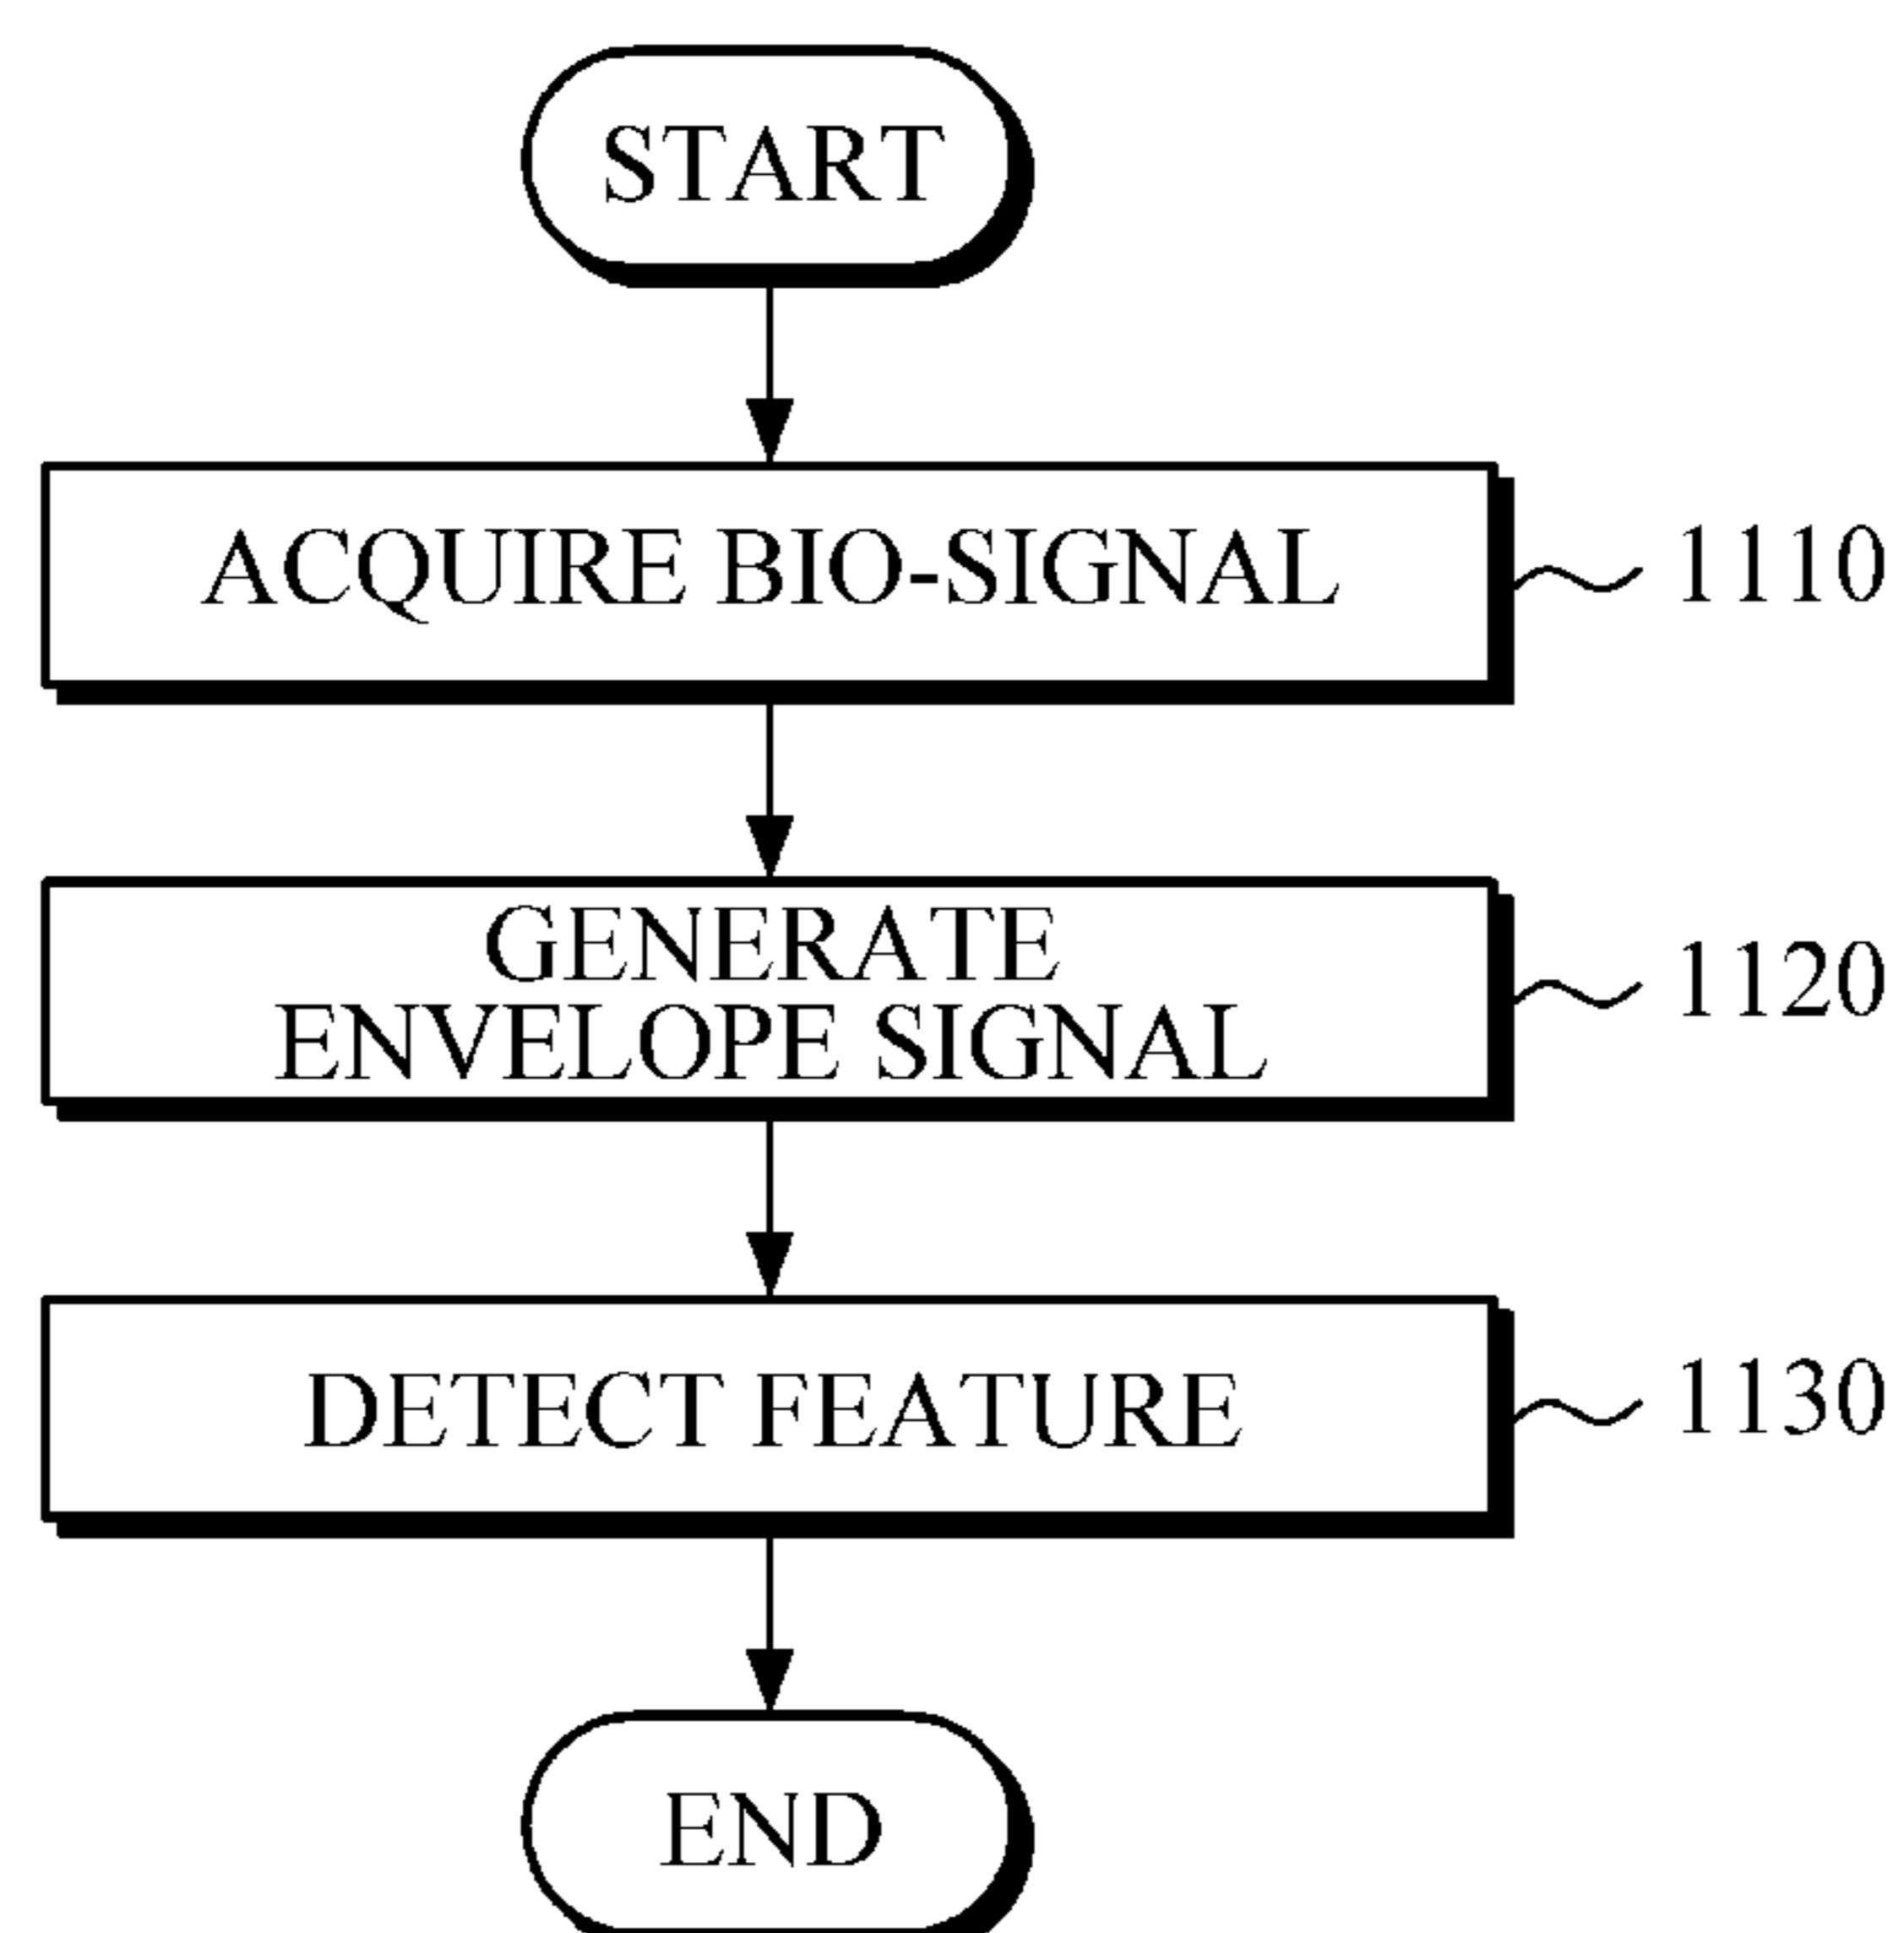 START
ACQUIRE BIO-SIGNAL
1110
GENERATE
ENVELOPE SIGNAL
1120
DETECT FEATURE
1130
END